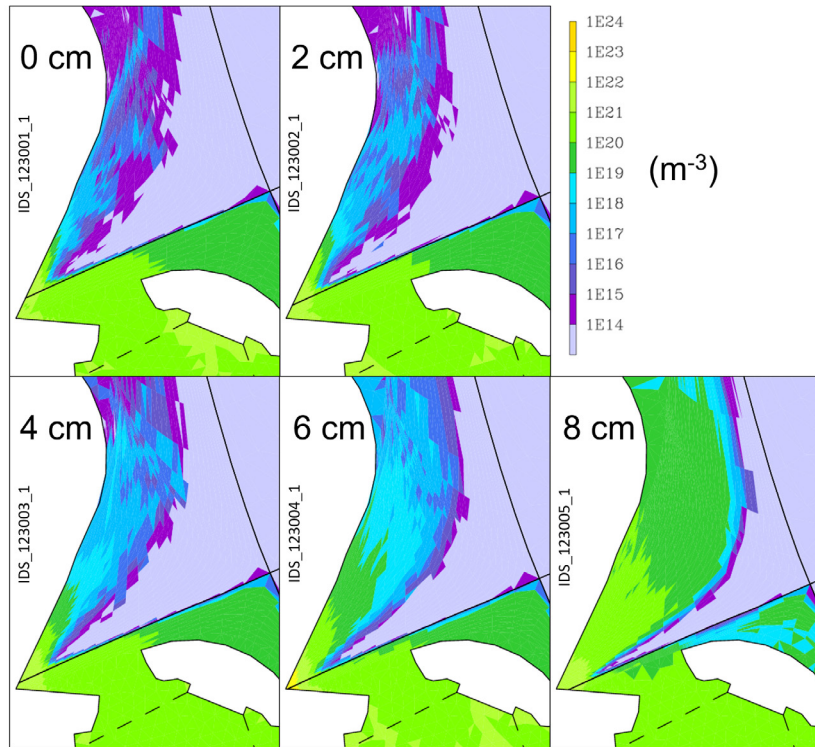 0 cm
IDS_123001_1
2 cm
IDS_123002_1
1E24
1E23
1E22
1E21
1E20
1E19
1E18
1E17
1E16
1E15
1E14
(m-3)
4 cm
IDS_123003_1
6 cm
IDS_123004_1
8 cm
IDS_123005_1